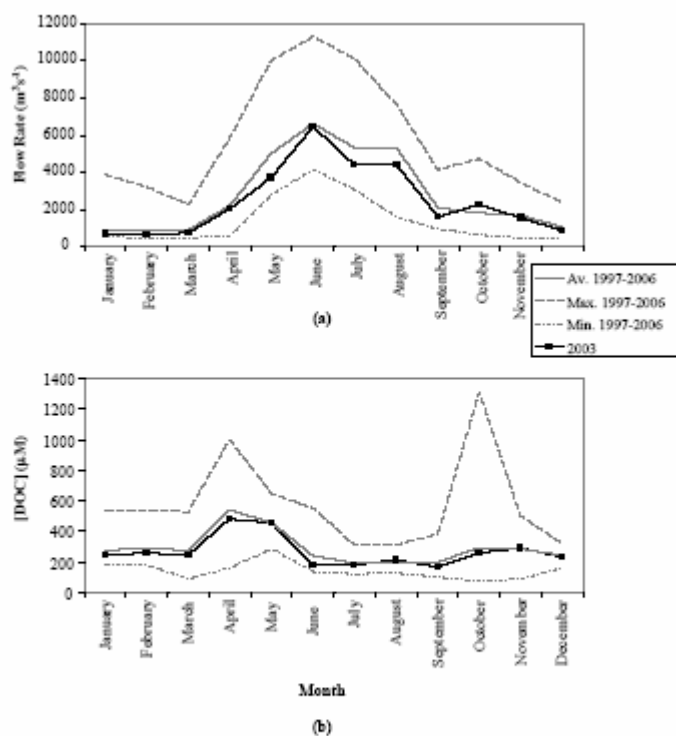 12000
10000
8000
6000
4000
2000
0
Flow Rate (m³s⁻¹)
January
February
March
April
May
June
July
August
September
October
November
(a)
Av. 1997-2006
Max. 1997-2006
Min. 1997-2006
2003
1400
1200
1000
800
600
400
200
0
[DOC] (µM)
January
February
March
April
May
June
July
August
September
October
November
December
Month
(b)